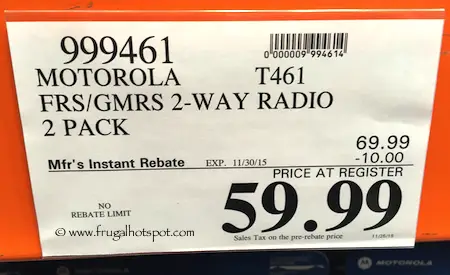 999461
0000009994614
MOTOROLA T461
FRS/GMRS 2-WAY RADIO
2 PACK
69.99
Mfr's Instant Rebate EXP. 11/30/15 -10.00
PRICE AT REGISTER
59.99
NO
REBATE LIMIT
© www.frugalhotspot.com
Sales Tax on the pre-rebate price
MOTOROLA